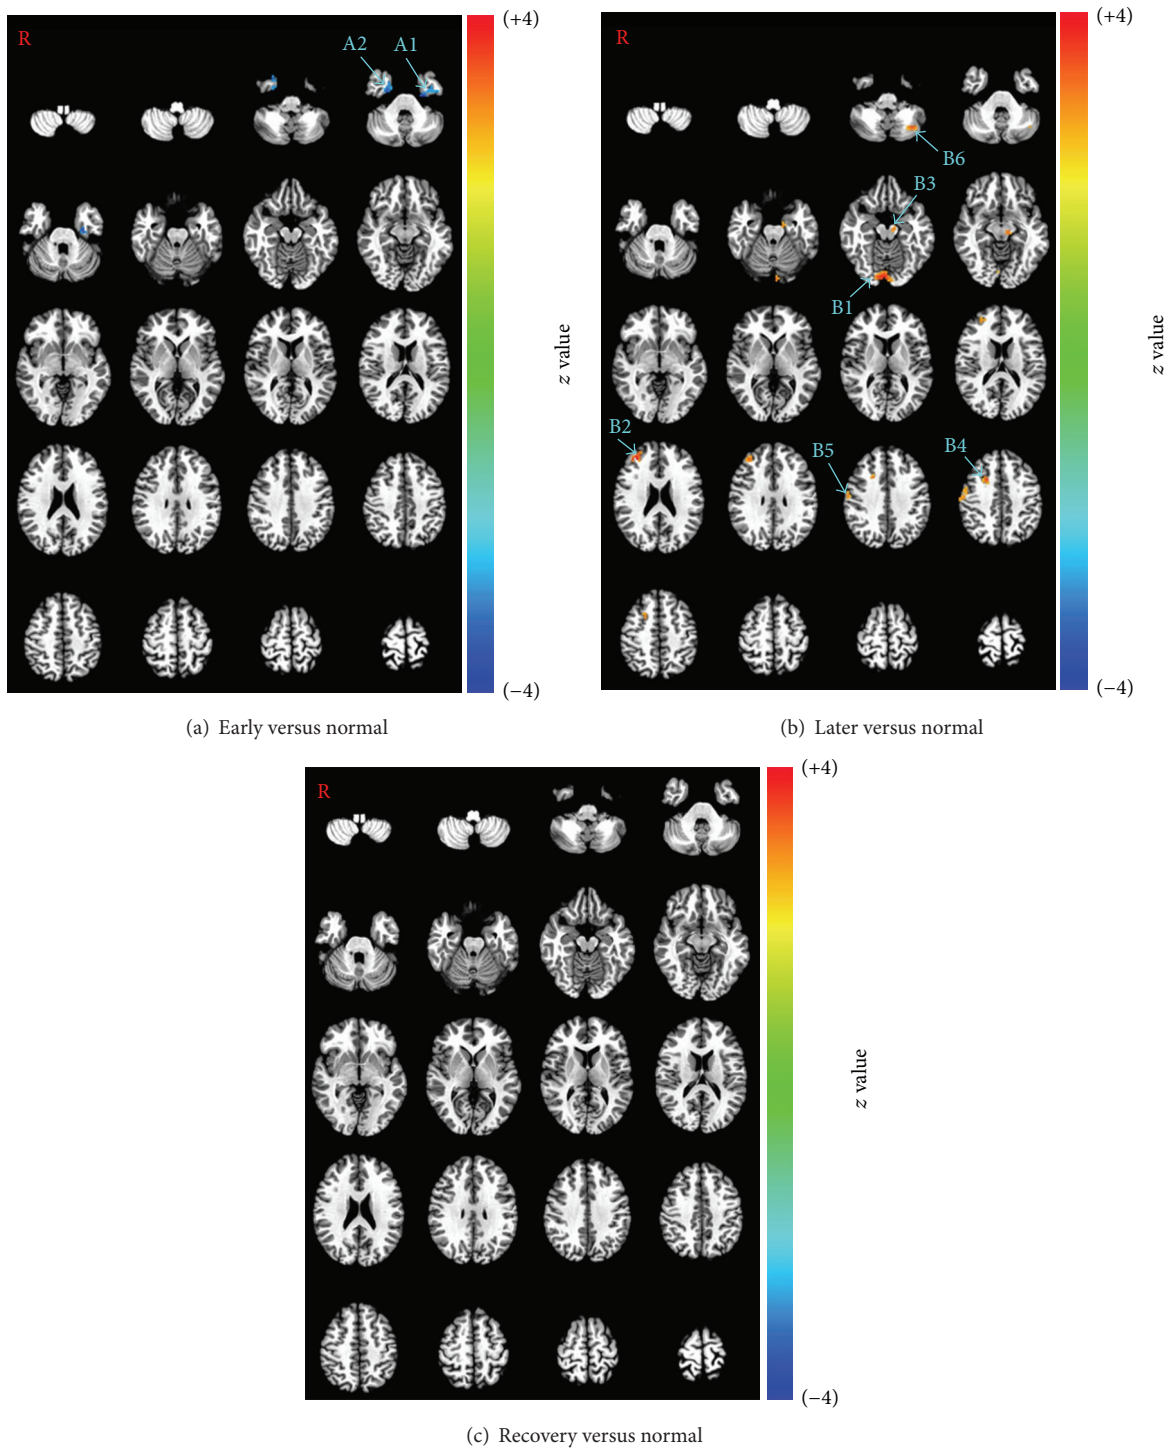 R
A2
A1
(+4)
z value
(−4)
(a) Early versus normal
R
B6
B3
B1
B2
B5
B4
(+4)
z value
(−4)
(b) Later versus normal
R
(+4)
z value
(−4)
(c) Recovery versus normal